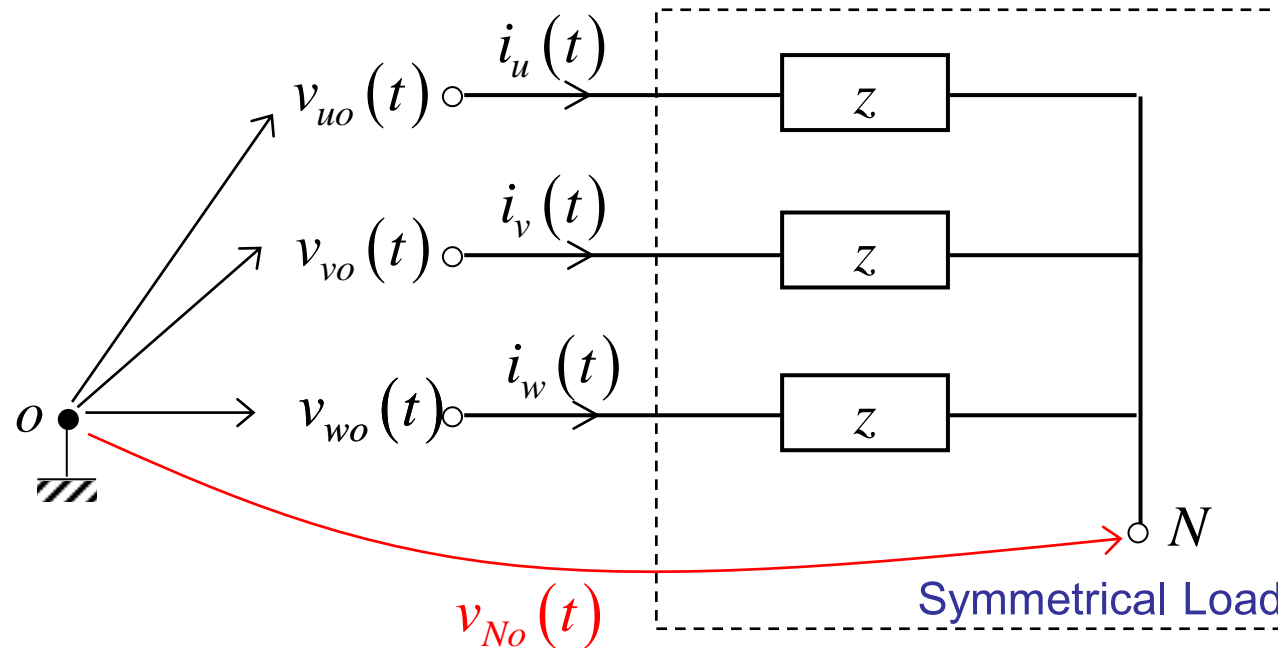 i_u(t)
v_uo(t)
z
i_v(t)
v_vo(t)
z
i_w(t)
o
v_wo(t)
z
N
v_No(t)
Symmetrical Load